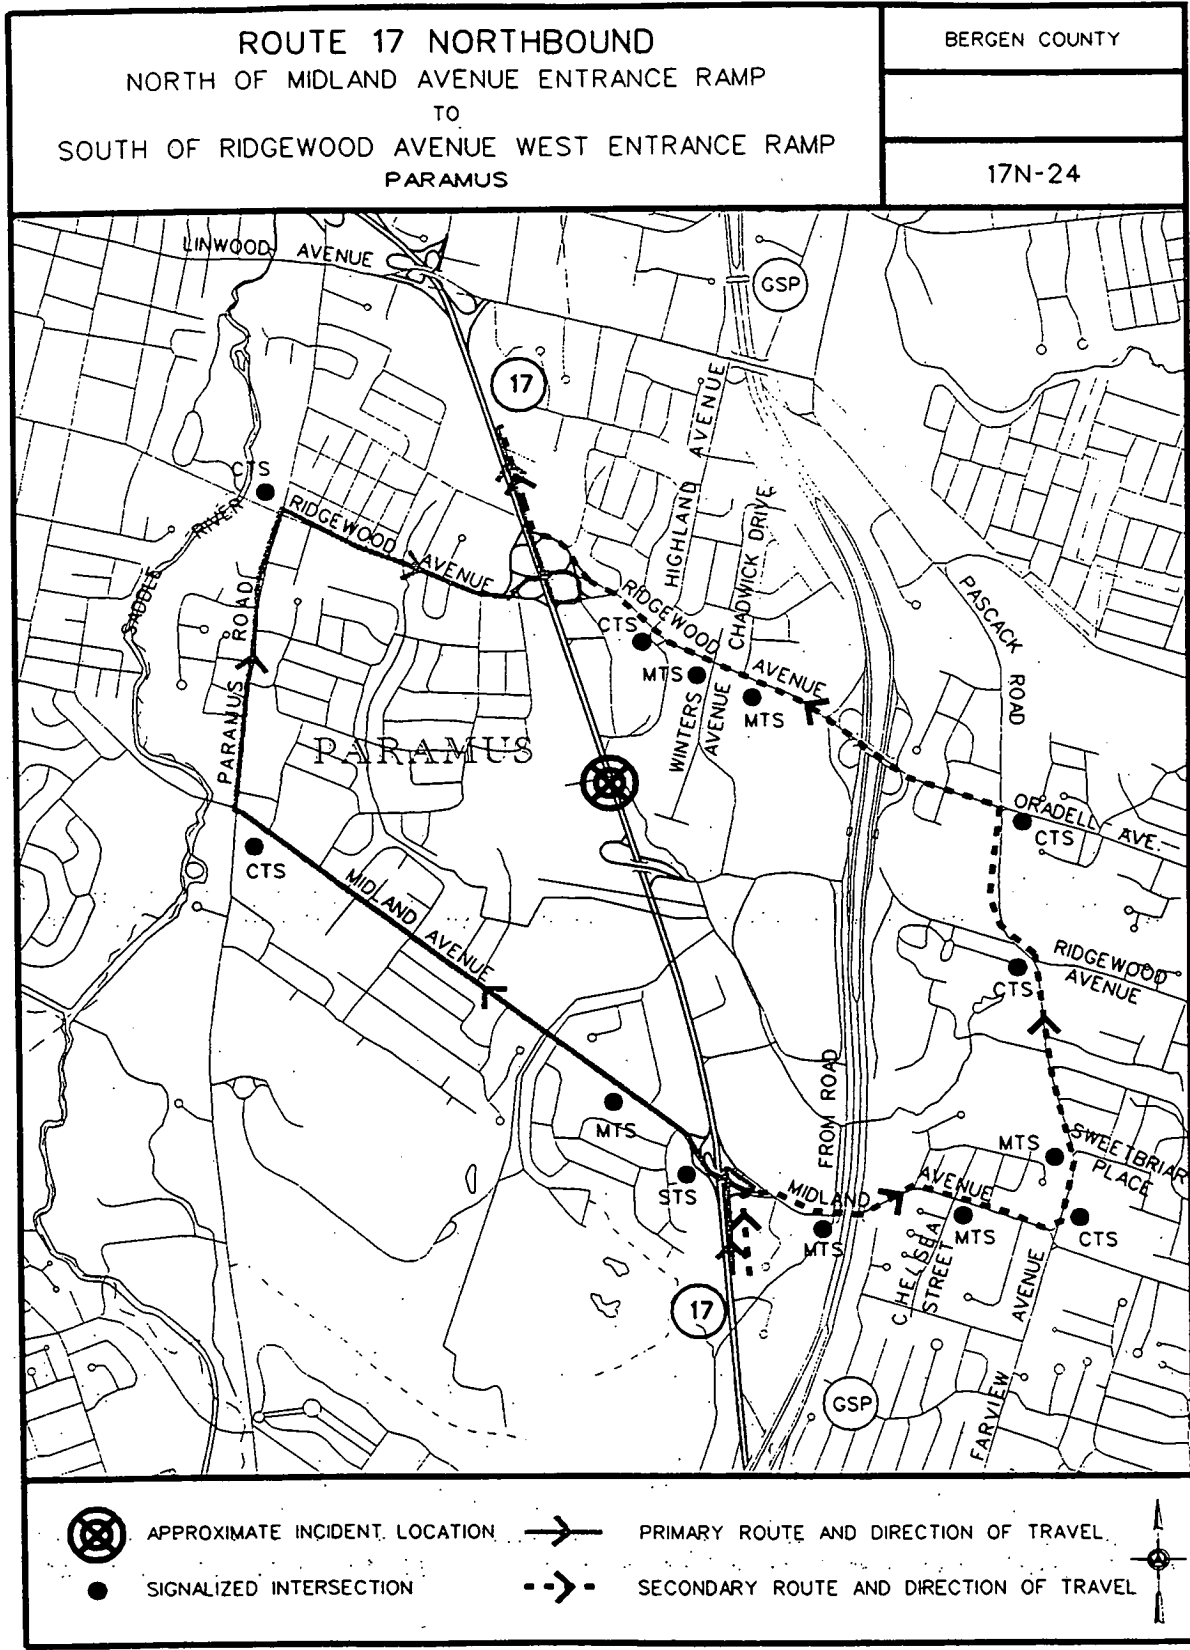 ROUTE 17 NORTHBOUND
NORTH OF MIDLAND AVENUE ENTRANCE RAMP
TO
SOUTH OF RIDGEWOOD AVENUE WEST ENTRANCE RAMP
PARAMUS
BERGEN COUNTY
17N-24
LINWOOD AVENUE
GSP
17
HIGHLAND AVENUE
CTS
RIDGEWOOD AVENUE
SADDLE RIVER
CHADWICK DRIVE
RIDGEWOOD AVENUE
CTS
MTS
MTS
WINTERS AVENUE
PASCACK ROAD
PARAMUS ROAD
PARAMUS
ORADELL AVE.
CTS
CTS
MIDLAND AVENUE
RIDGEWOOD
AVENUE
CTS
FROM ROAD
MTS
STS
MTS
SWEETBRIAR
PLACE
MIDLAND AVENUE
MTS
MTS
CTS
CHELSEA
STREET
FARVIEW AVENUE
17
GSP
APPROXIMATE INCIDENT LOCATION
PRIMARY ROUTE AND DIRECTION OF TRAVEL
SIGNALIZED INTERSECTION
SECONDARY ROUTE AND DIRECTION OF TRAVEL